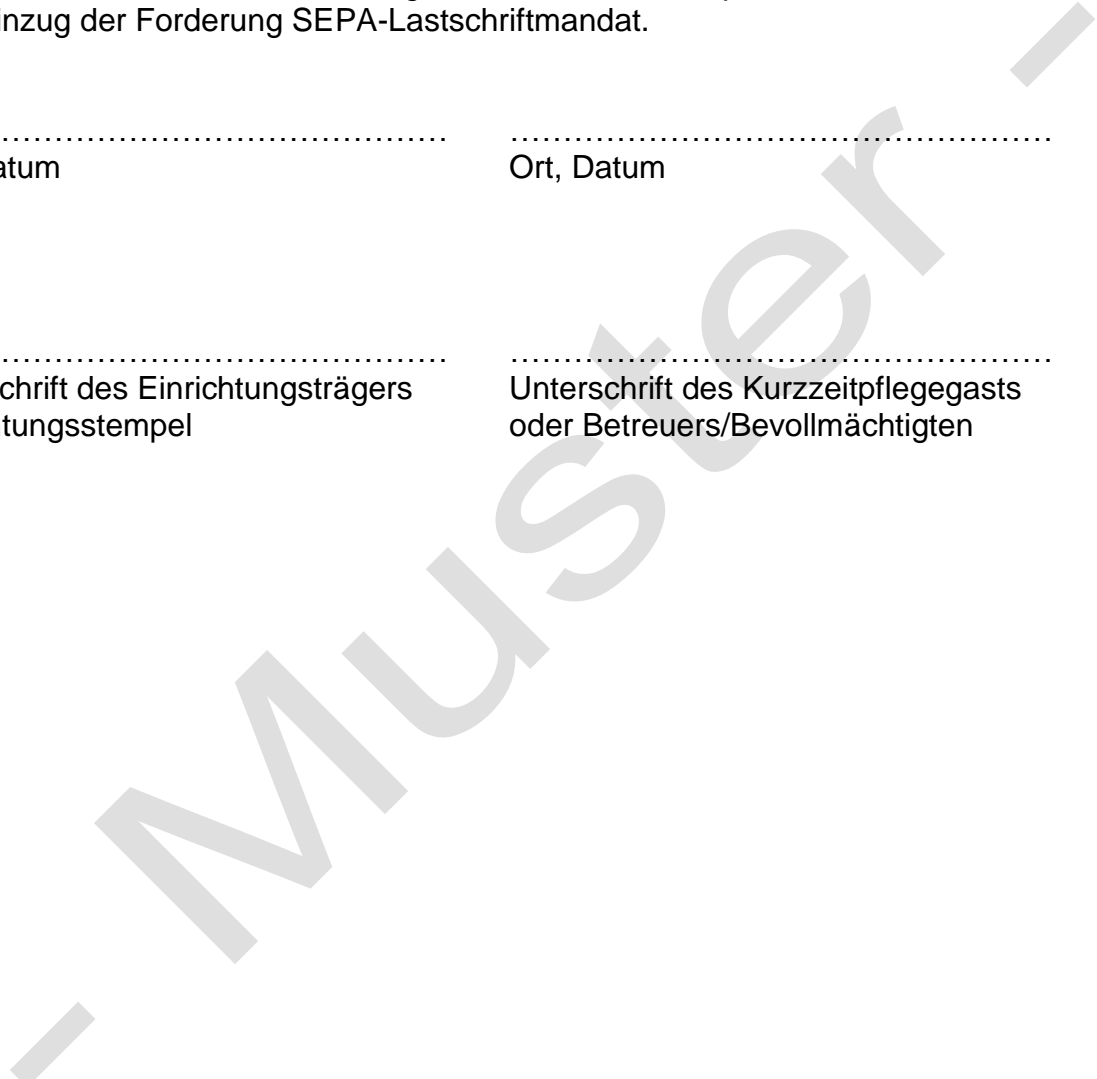 inzug der Forderung SEPA-Lastschriftmandat.
………………………………………… ……………………………………………
atum Ort, Datum
………………………………………… ……………………………………………
chrift des Einrichtungsträgers Unterschrift des Kurzzeitpflegegasts
tungsstempel oder Betreuers/Bevollmächtigten
- Muster -